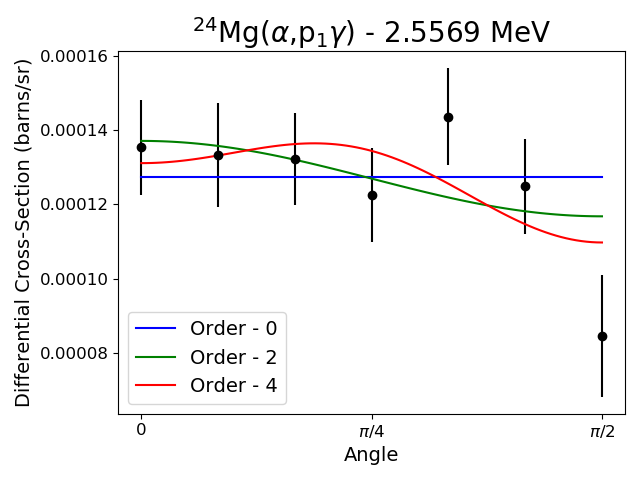 ²⁴Mg(α,p₁γ) - 2.5569 MeV
Differential Cross-Section (barns/sr)
0.00016
0.00014
0.00012
0.00010
0.00008
Order - 0
Order - 2
Order - 4
0 π/4 π/2
Angle